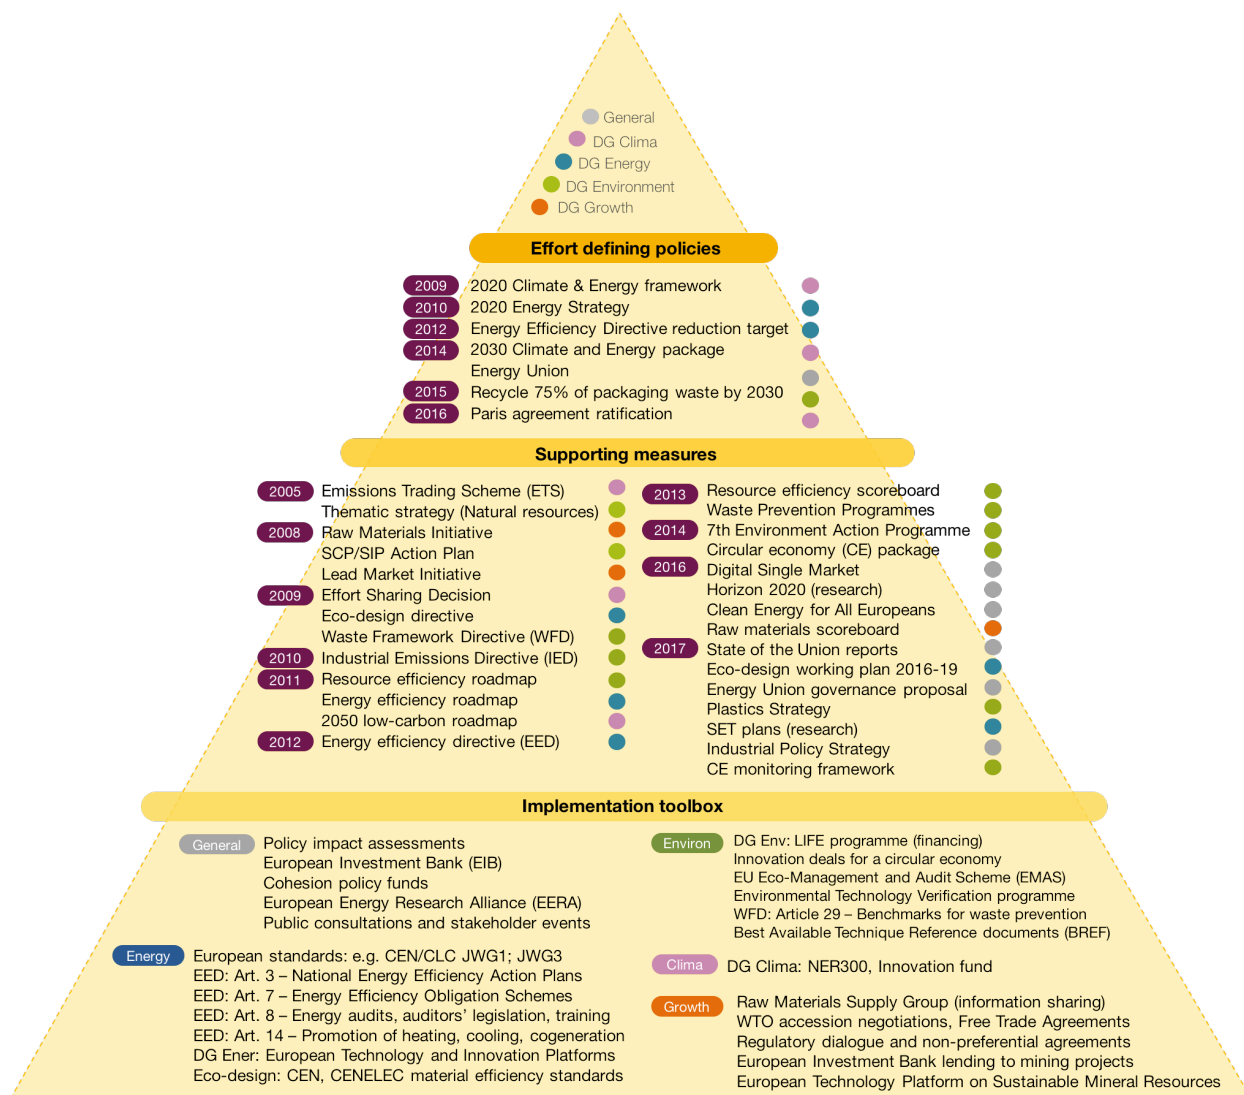 General
DG Clima
DG Energy
DG Environment
DG Growth
Effort defining policies
2009 2020 Climate & Energy framework
2010 2020 Energy Strategy
2012 Energy Efficiency Directive reduction target
2014 2030 Climate and Energy package
Energy Union
2015 Recycle 75% of packaging waste by 2030
2016 Paris agreement ratification
Supporting measures
2005 Emissions Trading Scheme (ETS)
Thematic strategy (Natural resources)
2008 Raw Materials Initiative
SCP/SIP Action Plan
Lead Market Initiative
2009 Effort Sharing Decision
Eco-design directive
Waste Framework Directive (WFD)
2010 Industrial Emissions Directive (IED)
2011 Resource efficiency roadmap
Energy efficiency roadmap
2050 low-carbon roadmap
2012 Energy efficiency directive (EED)
2013 Resource efficiency scoreboard
Waste Prevention Programmes
2014 7th Environment Action Programme
Circular economy (CE) package
2016 Digital Single Market
Horizon 2020 (research)
Clean Energy for All Europeans
Raw materials scoreboard
2017 State of the Union reports
Eco-design working plan 2016-19
Energy Union governance proposal
Plastics Strategy
SET plans (research)
Industrial Policy Strategy
CE monitoring framework
Implementation toolbox
General Policy impact assessments
European Investment Bank (EIB)
Cohesion policy funds
European Energy Research Alliance (EERA)
Public consultations and stakeholder events
Energy European standards: e.g. CEN/CLC JWG1; JWG3
EED: Art. 3 – National Energy Efficiency Action Plans
EED: Art. 7 – Energy Efficiency Obligation Schemes
EED: Art. 8 – Energy audits, auditors’ legislation, training
EED: Art. 14 – Promotion of heating, cooling, cogeneration
DG Ener: European Technology and Innovation Platforms
Eco-design: CEN, CENELEC material efficiency standards
Environ DG Env: LIFE programme (financing)
Innovation deals for a circular economy
EU Eco-Management and Audit Scheme (EMAS)
Environmental Technology Verification programme
WFD: Article 29 – Benchmarks for waste prevention
Best Available Technique Reference documents (BREF)
Clima DG Clima: NER300, Innovation fund
Growth Raw Materials Supply Group (information sharing)
WTO accession negotiations, Free Trade Agreements
Regulatory dialogue and non-preferential agreements
European Investment Bank lending to mining projects
European Technology Platform on Sustainable Mineral Resources